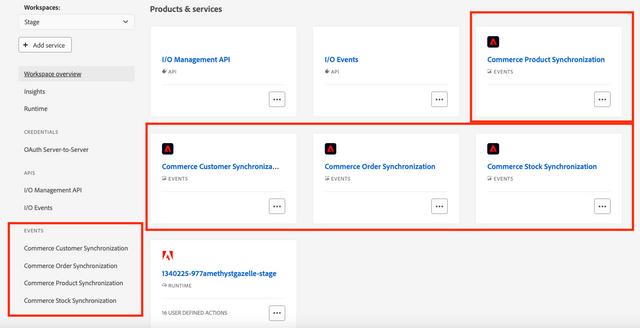 Workspaces:
Stage
+ Add service
Workspace overview
Insights
Runtime
CREDENTIALS
OAuth Server-to-Server
APIS
I/O Management API
I/O Events
EVENTS
Commerce Customer Synchronization
Commerce Order Synchronization
Commerce Product Synchronization
Commerce Stock Synchronization
Products & services
I/O Management API
API
I/O Events
API
Commerce Product Synchronization
EVENTS
Commerce Customer Synchroniza...
EVENTS
Commerce Order Synchronization
EVENTS
Commerce Stock Synchronization
EVENTS
1340225-977amethystgazelle-stage
RUNTIME
16 USER DEFINED ACTIONS